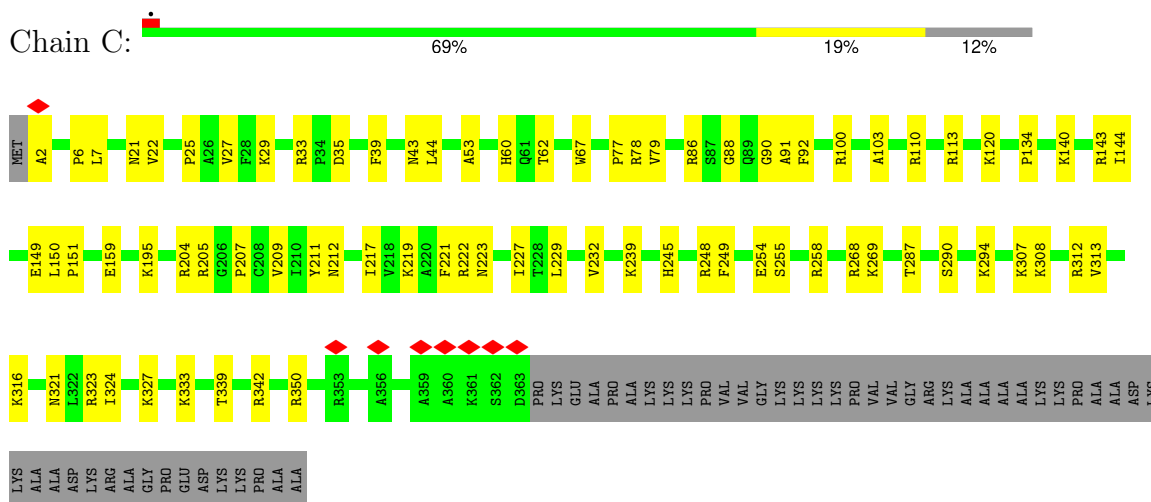 Chain C:
69% 19% 12%
MET A2 P6 L7 N21 V22 P25 A26 V27 F28 K29 R33 P34 D35 F39 N43 L44 A53 H60 Q61 T62 W67 P77 R78 V79 R86 S87 G88 Q89 G90 A91 F92 R100 A103 R110 R113 K120 P134 K140 R143 I144
E149 L150 P151 E159 K195 R204 R205 G206 P207 C208 V209 I210 Y211 N212 I217 V218 K219 A220 F221 R222 N223 I227 T228 L229 V232 K239 H245 R248 F249 E254 S255 R258 R268 K269 T287 S290 K294 K307 K308 R312 V313
K316 N321 L322 R323 I324 K327 K333 T339 R342 R350 R353 A356 A359 A360 K361 S362 D363 PRO LYS GLU ALA PRO ALA LYS LYS LYS PRO VAL VAL GLY LYS LYS LYS LYS PRO VAL VAL GLY ARG LYS ALA ALA ALA ALA LYS LYS PRO ALA ALA ASP LYS
LYS ALA ALA ASP LYS ARG ALA GLY PRO GLU ASP LYS LYS PRO ALA ALA